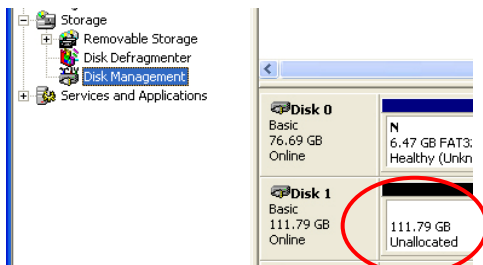 Storage
Removable Storage
Disk Defragmenter
Disk Management
Services and Applications
Disk 0
Basic
76.69 GB
Online
N
6.47 GB FAT3
Healthy (Unkn
Disk 1
Basic
111.79 GB
Online
111.79 GB
Unallocated